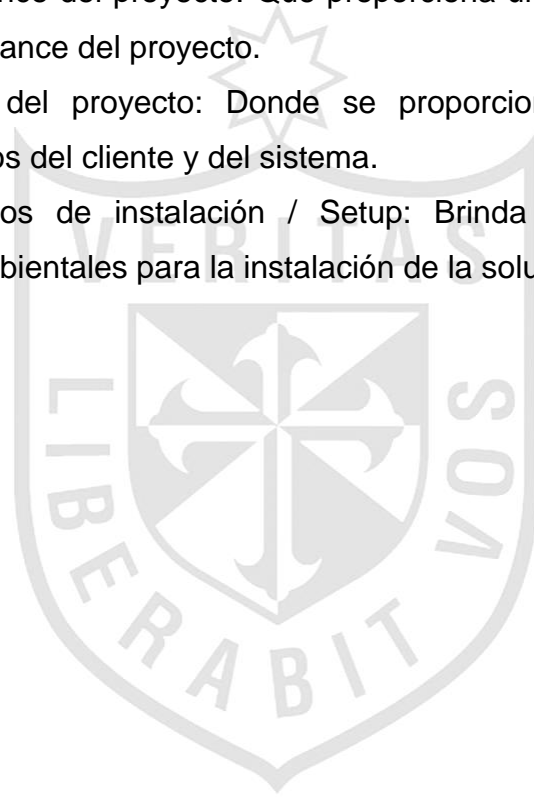 ance del proyecto.
del proyecto: Donde se proporcion
os del cliente y del sistema.
os de instalación / Setup: Brinda
bientales para la instalación de la solu
VERITAS
LIBERABIT VOS